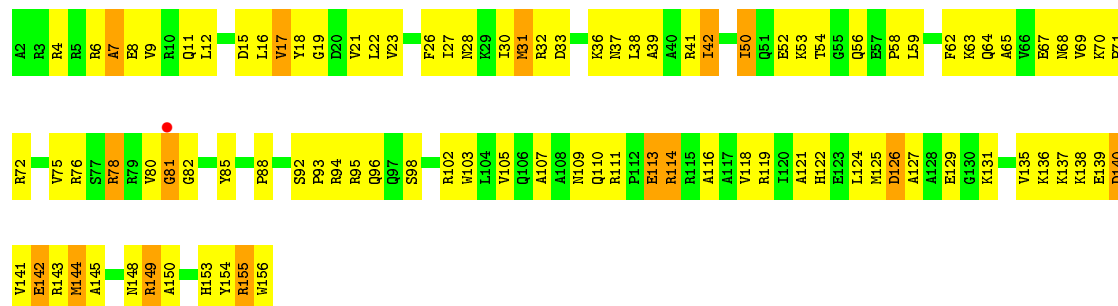 A2 R3 R4 R5 R6 A7 E8 V9 R10 Q11 L12 D15 L16 V17 Y18 G19 D20 V21 L22 V23 F26 I27 N28 K29 I30 M31 R32 D33 K36 N37 L38 A39 A40 R41 I42 I50 Q51 E52 K53 T54 G55 Q56 E57 P58 L59 F62 K63 Q64 A65 V66 E67 N68 V69 K70 P71
R72 V75 R76 S77 R78 R79 V80 G81 G82 Y85 P88 S92 P93 R94 R95 Q96 Q97 S98 R102 W103 L104 V105 Q106 A107 A108 N109 Q110 R111 P112 E113 R114 R115 A116 A117 V118 R119 I120 A121 H122 E123 L124 M125 D126 A127 A128 E129 G130 K131 V135 K136 K137 K138 E139 D140
V141 E142 R143 M144 A145 N148 R149 A150 H153 Y154 R155 W156